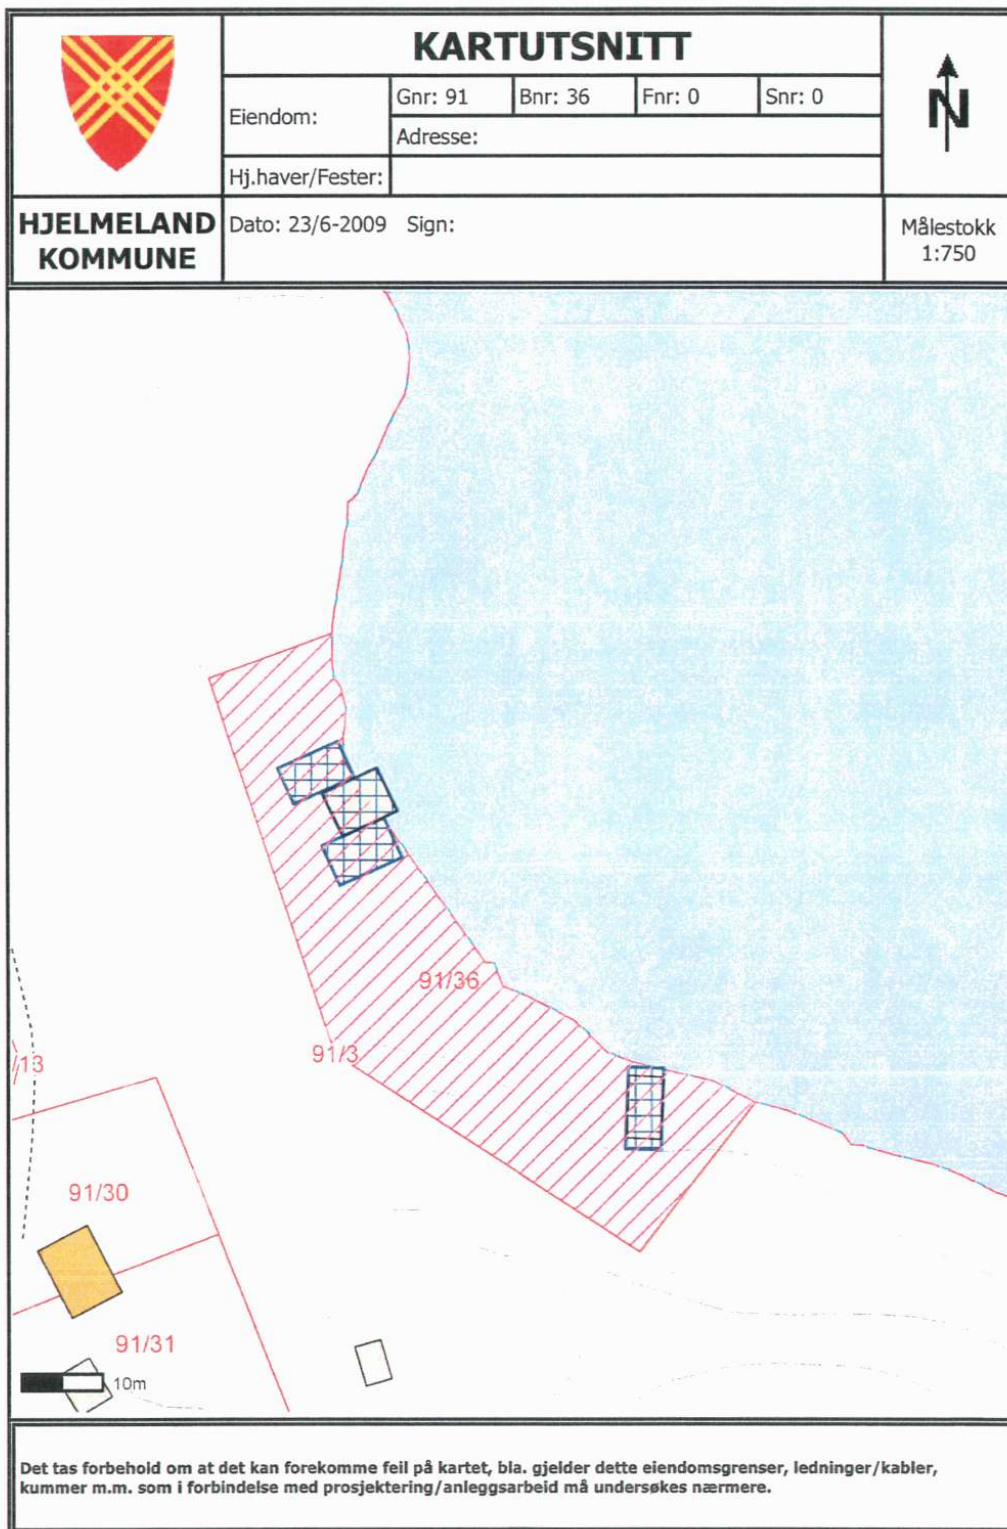 KARTUTSNITT
Eiendom:
Gnr: 91
Bnr: 36
Fnr: 0
Snr: 0
Adresse:
Hj.haver/Fester:
N
HJELMELAND
KOMMUNE
Dato: 23/6-2009 Sign:
Målestokk
1:750
91/36
91/3
/13
91/30
91/31
10m
Det tas forbehold om at det kan forekomme feil på kartet, bla. gjelder dette eiendomsgrenser, ledninger/kabler,
kummer m.m. som i forbindelse med prosjektering/anleggsarbeid må undersøkes nærmere.